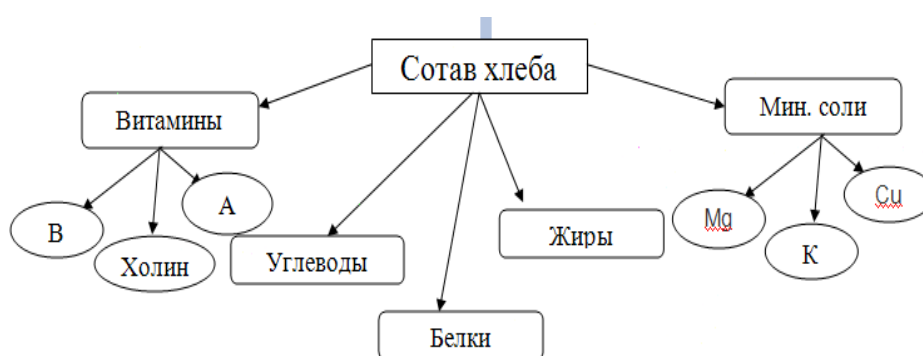 Сотав хлеба
Витамины
Мин. соли
В
Холин
А
Углеводы
Белки
Жиры
Mg
К
Cu